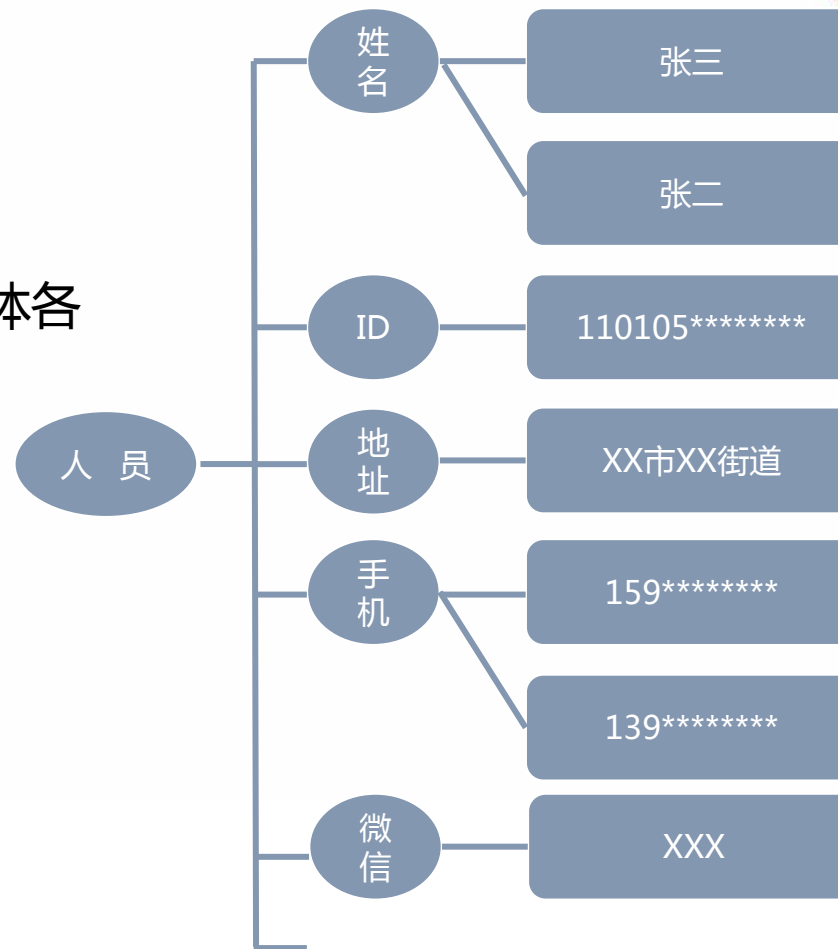 姓
名
张三
张二
体各
ID
110105********
人 员
地
址
XX市XX街道
手
机
159********
139********
微
信
XXX